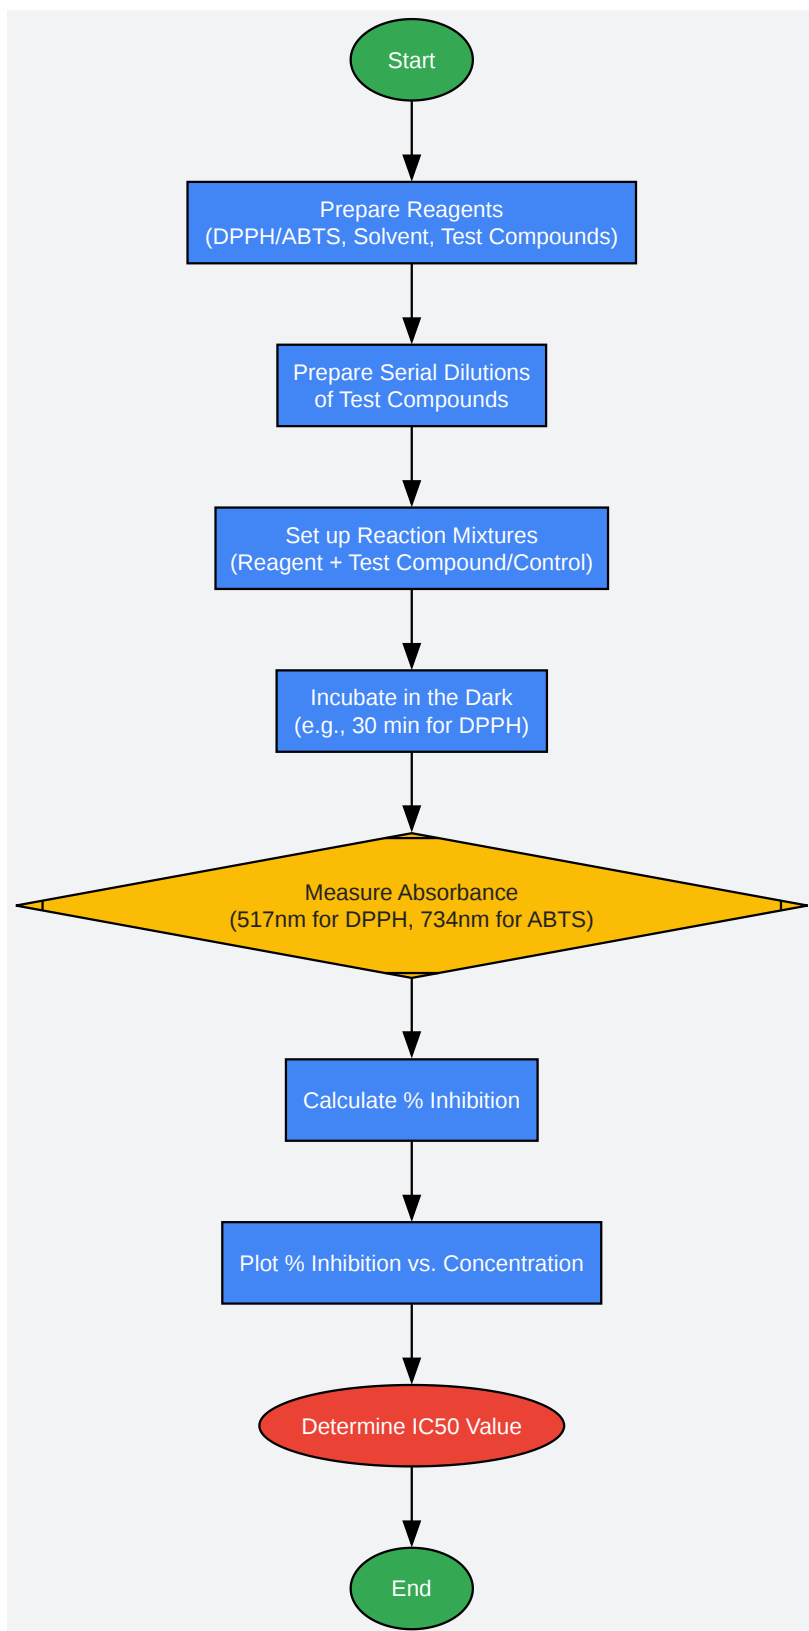 Start
Prepare Reagents
(DPPH/ABTS, Solvent, Test Compounds)
Prepare Serial Dilutions
of Test Compounds
Set up Reaction Mixtures
(Reagent + Test Compound/Control)
Incubate in the Dark
(e.g., 30 min for DPPH)
Measure Absorbance
(517nm for DPPH, 734nm for ABTS)
Calculate % Inhibition
Plot % Inhibition vs. Concentration
Determine IC50 Value
End